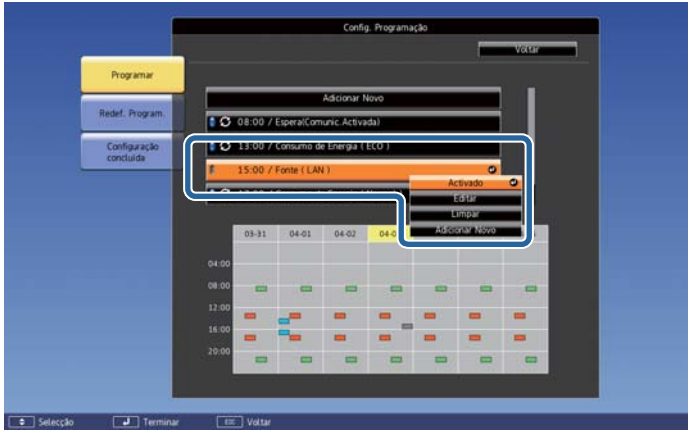 Config. Programação
Voltar
Programar
Redef. Program.
Configuração
concluída
Adicionar Novo
08:00 / Espera(Comunic. Activada)
13:00 / Consumo de Energia ( ECO )
15:00 / Fonte ( LAN )
Activado
Editar
Limpar
Adicionar Novo
03-31 04-01 04-02
04:00
08:00
12:00
16:00
20:00
Selecção Terminar Esc Voltar